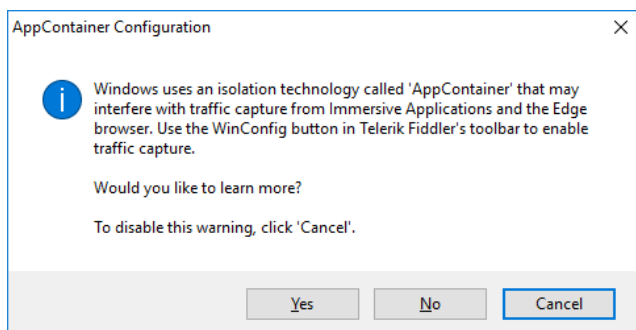 AppContainer Configuration
Windows uses an isolation technology called 'AppContainer' that may
interfere with traffic capture from Immersive Applications and the Edge
browser. Use the WinConfig button in Telerik Fiddler's toolbar to enable
traffic capture.
Would you like to learn more?
To disable this warning, click 'Cancel'.
Yes
No
Cancel